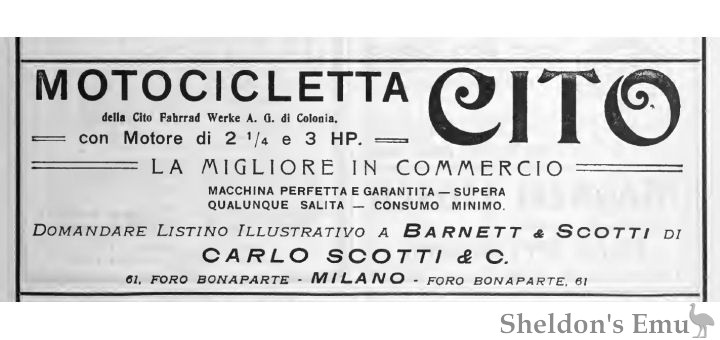 MOTOCICLETTA CITO
della Cito Fahrrad Werke A. G. di Colonia.
con Motore di 2 1/4 e 3 HP.
LA MIGLIORE IN COMMERCIO
MACCHINA PERFETTA E GARANTITA — SUPERA
QUALUNQUE SALITA — CONSUMO MINIMO.
DOMANDARE LISTINO ILLUSTRATIVO A BARNETT & SCOTTI DI
CARLO SCOTTI & C.
61, FORO BONAPARTE - MILANO - FORO BONAPARTE, 61
Sheldon's Emu